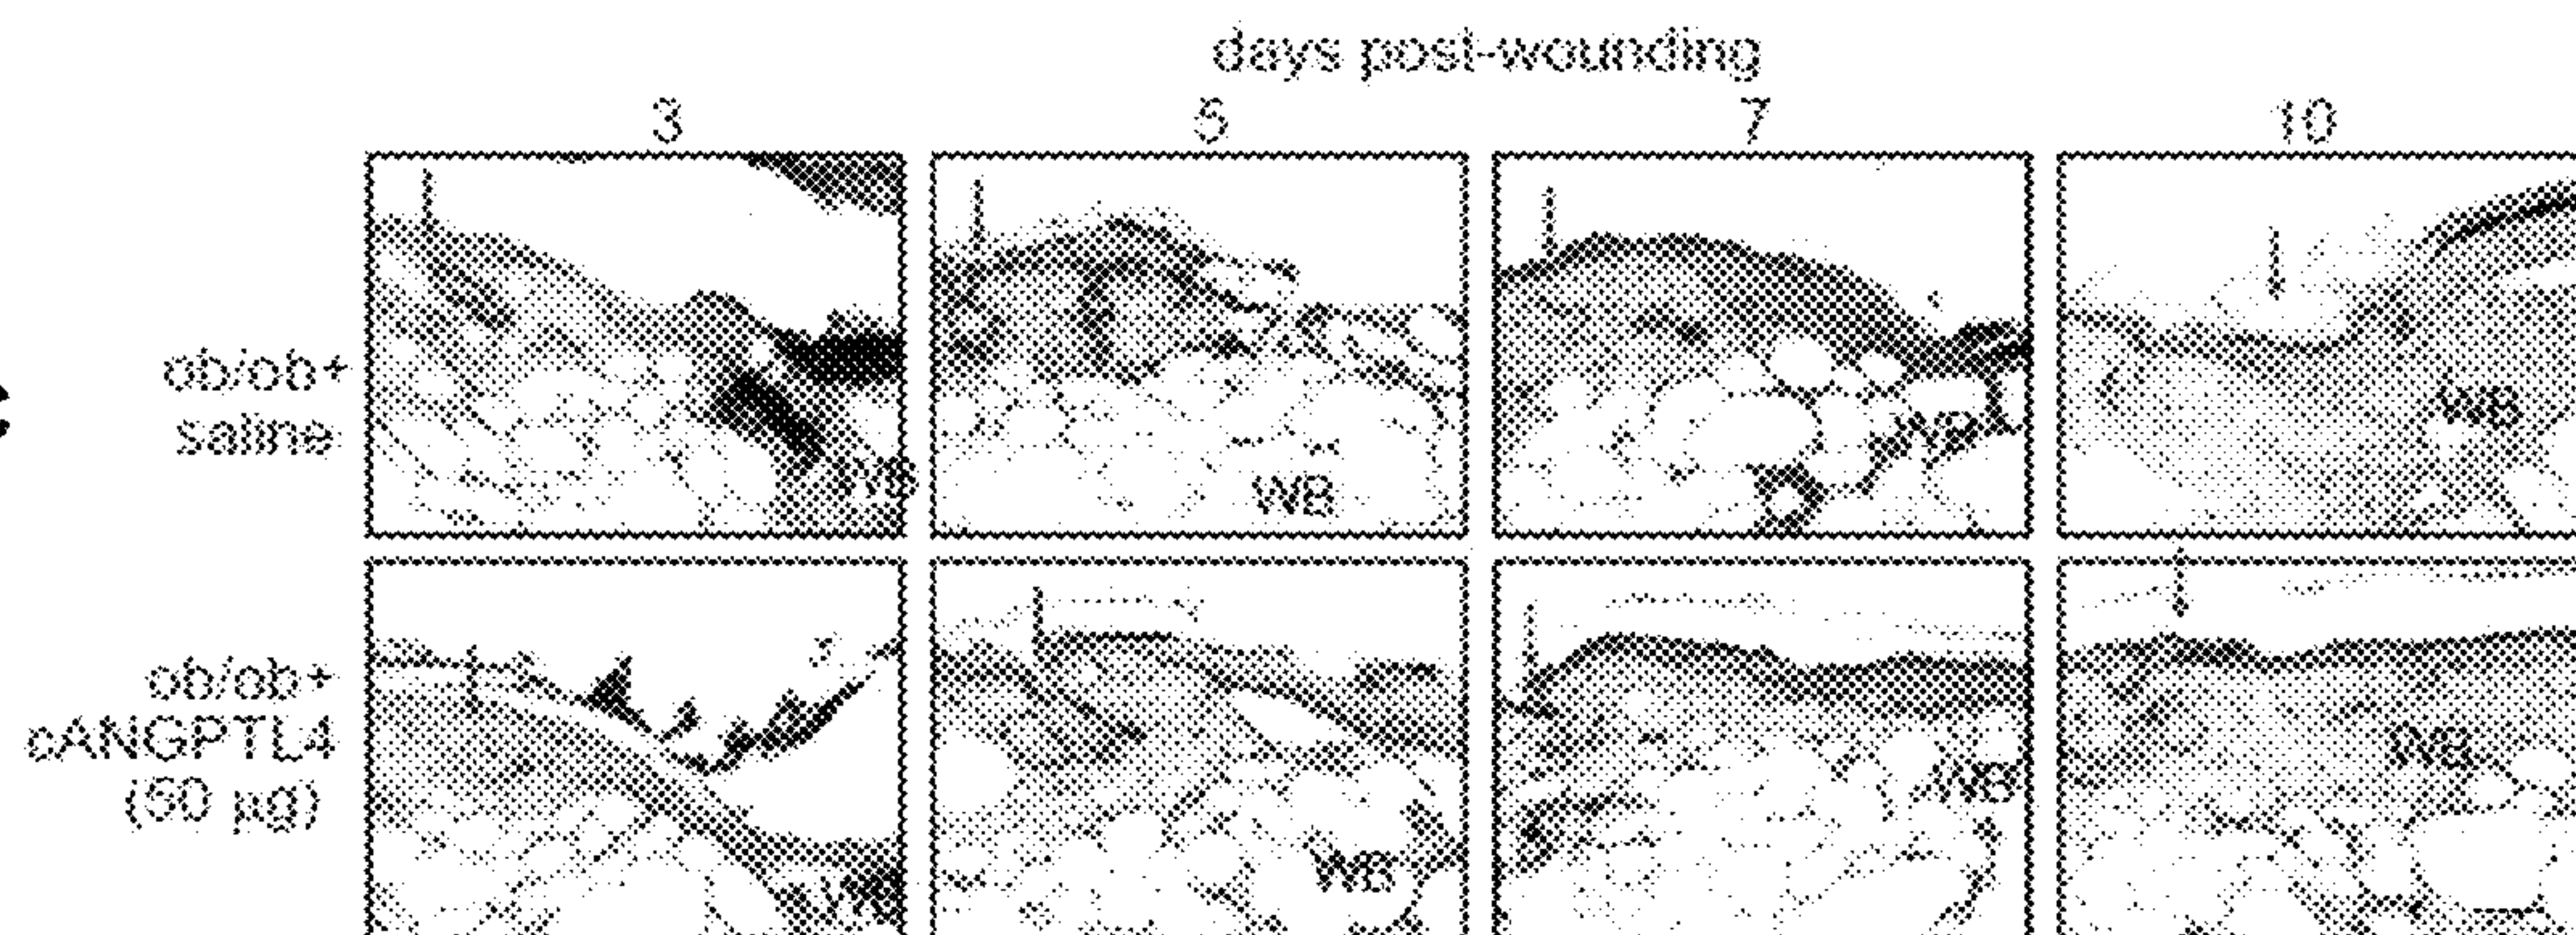 days post-wounding
3 5 7 10
ob/ob+
saline
WB WB WB WB
ob/ob+
cANGPTL4
(50 µg)
WB WB WB WB